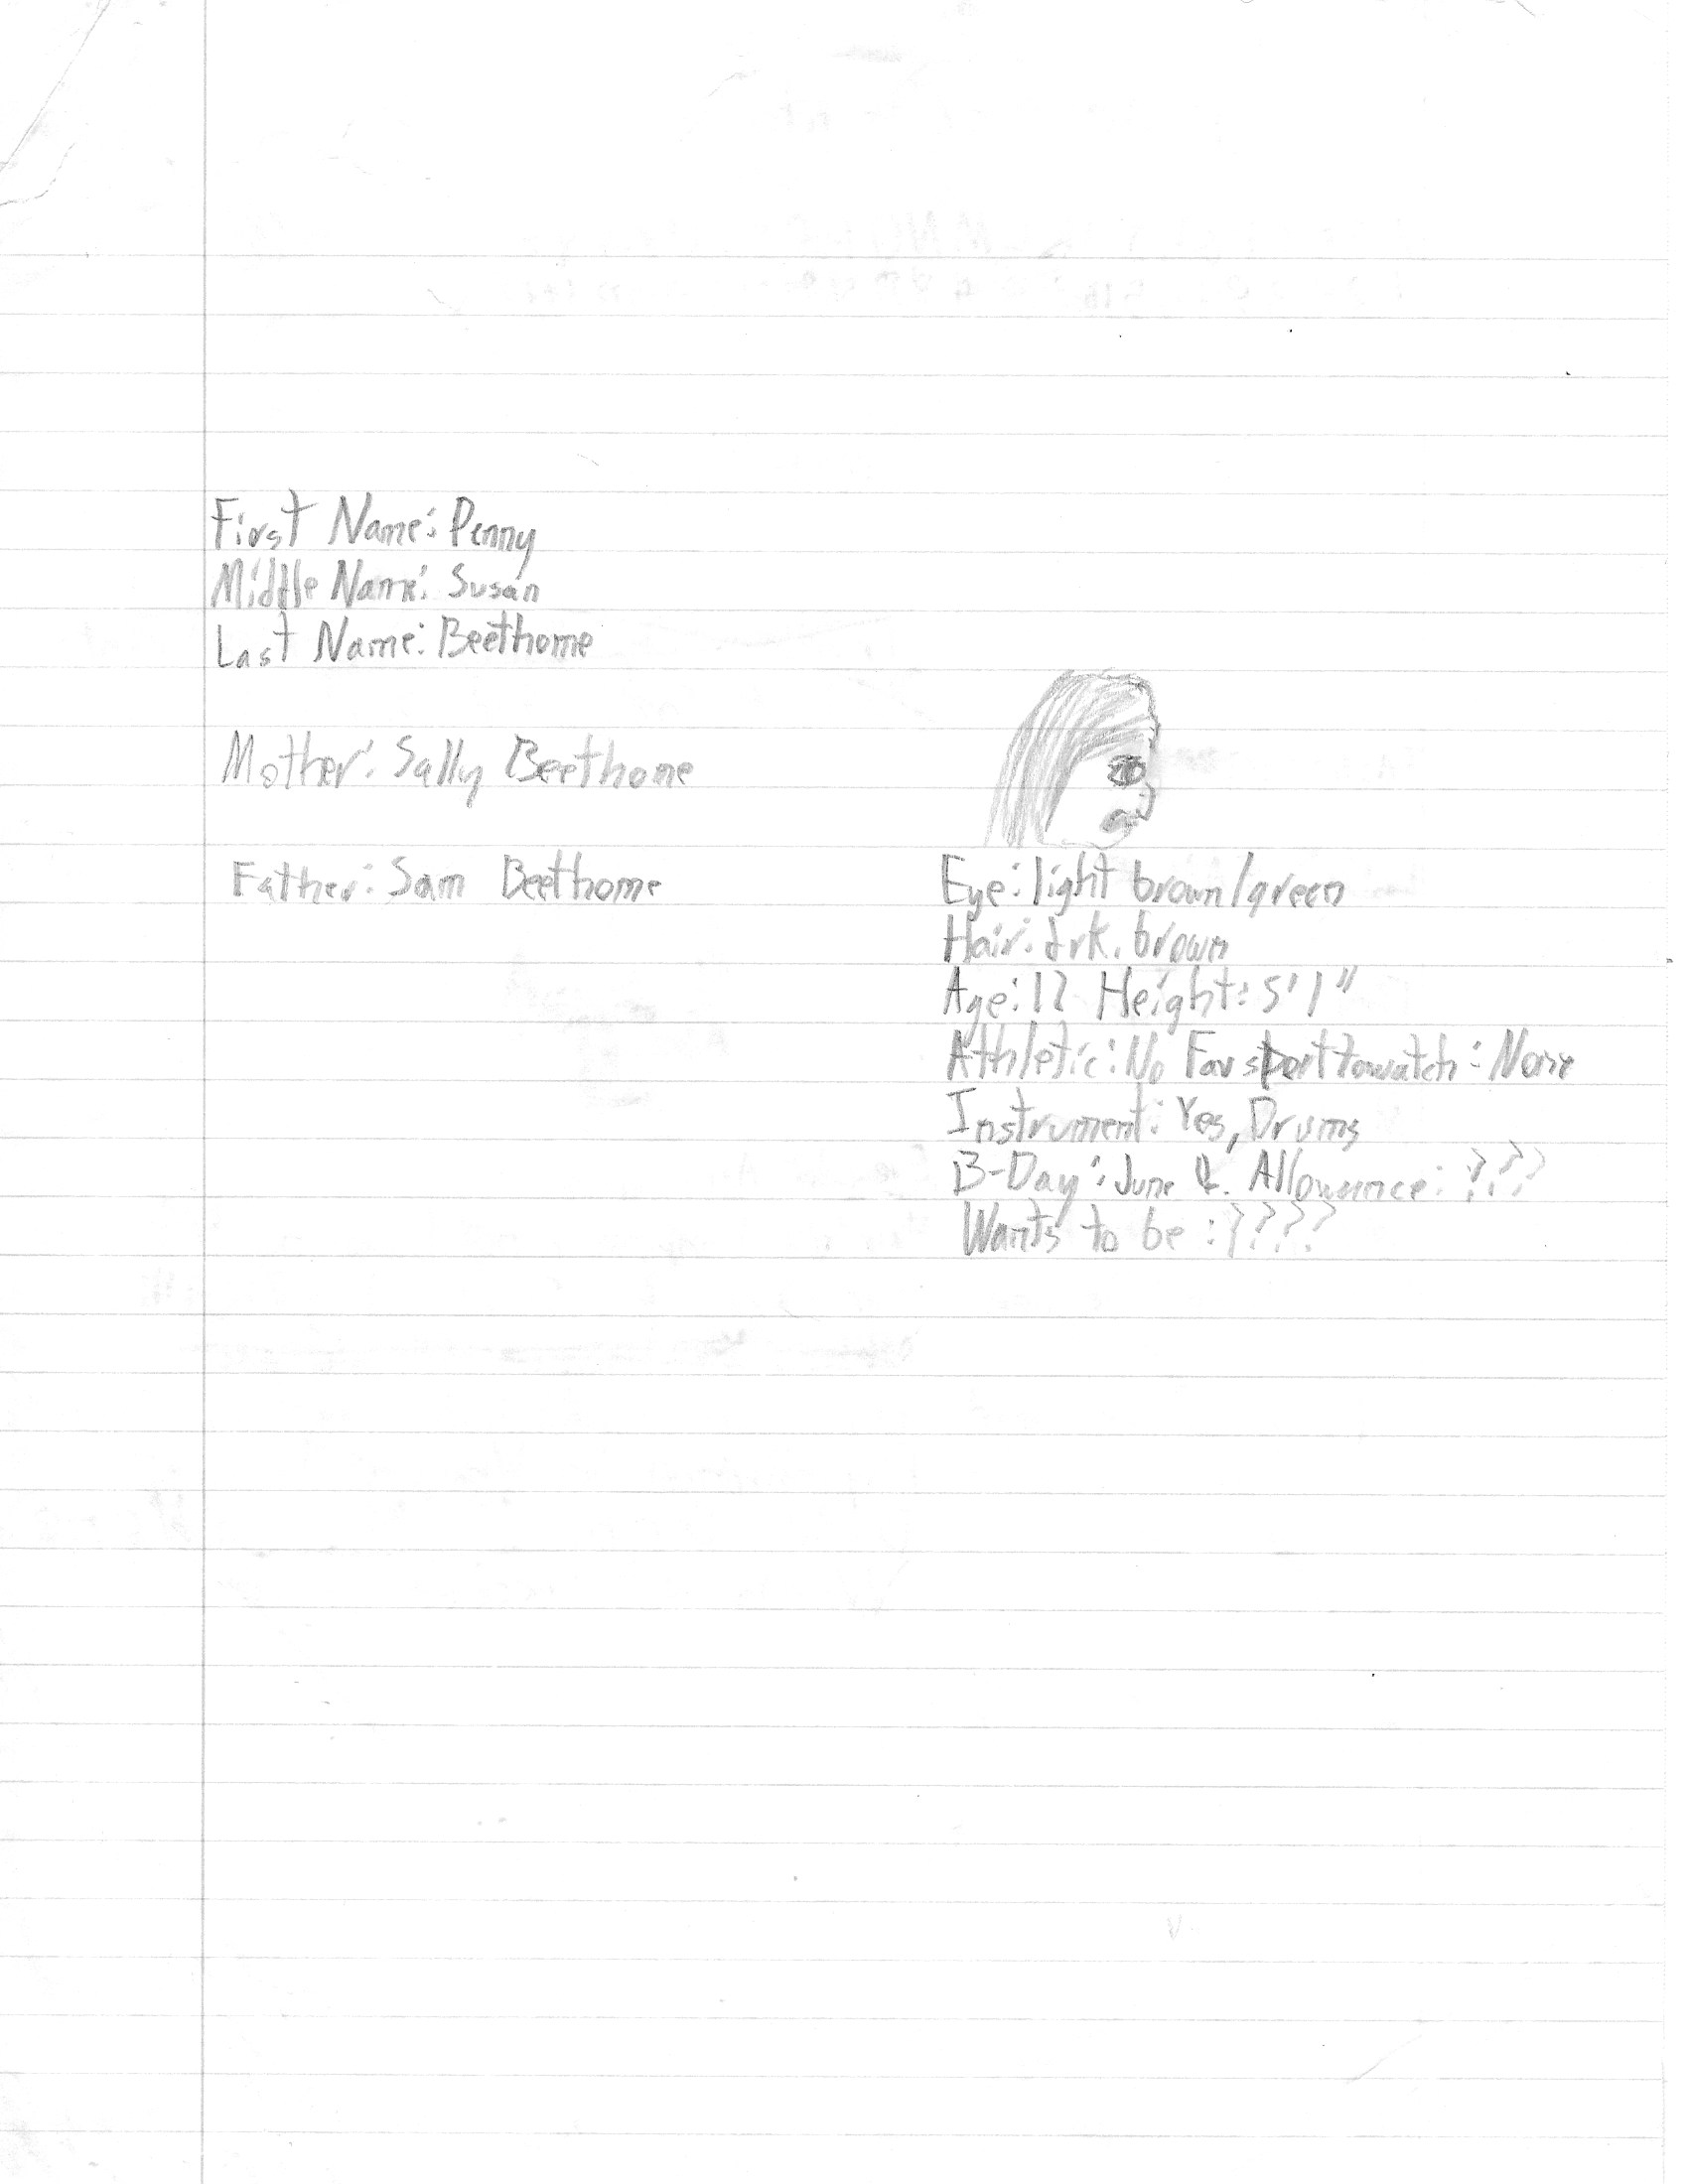 First Name: Penny
Middle Name: Susan
Last Name: Beethome
Mother: Sally Beethome
Father: Sam Beethome
Eye: light brown/green
Hair: drk. brown
Age: 12 Height: 5'1"
Athletic: No Fav sport to watch: None
Instrument: Yes, Drums
B-Day: June 4. Allowence: ???
Wants to be: ????